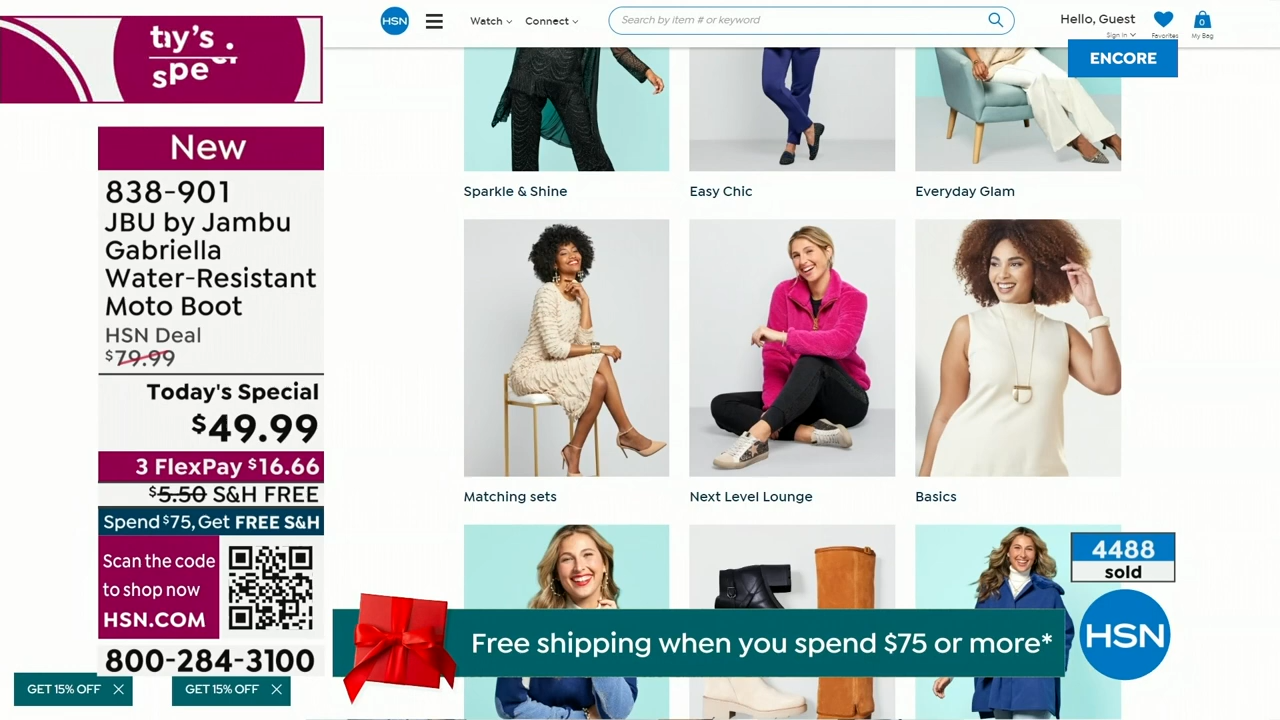 HSN
Watch
Connect
Search by item # or keyword
Hello, Guest
Sign In
Favorites
0
My Bag
ENCORE
New
838-901
JBU by Jambu
Gabriella
Water-Resistant
Moto Boot
HSN Deal
$79.99
Today's Special
$49.99
3 FlexPay $16.66
$5.50 S&H FREE
Spend $75, Get FREE S&H
Scan the code
to shop now
HSN.COM
800-284-3100
GET 15% OFF
GET 15% OFF
Sparkle & Shine
Easy Chic
Everyday Glam
Matching sets
Next Level Lounge
Basics
4488
sold
Free shipping when you spend $75 or more*
HSN